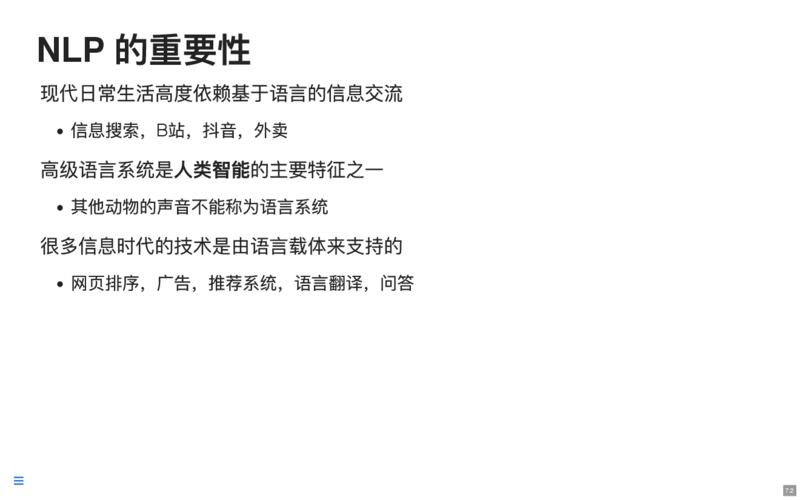 NLP 的重要性
现代日常生活高度依赖基于语言的信息交流
• 信息搜索，B站，抖音，外卖
高级语言系统是人类智能的主要特征之一
• 其他动物的声音不能称为语言系统
很多信息时代的技术是由语言载体来支持的
• 网页排序，广告，推荐系统，语言翻译，问答
7.2